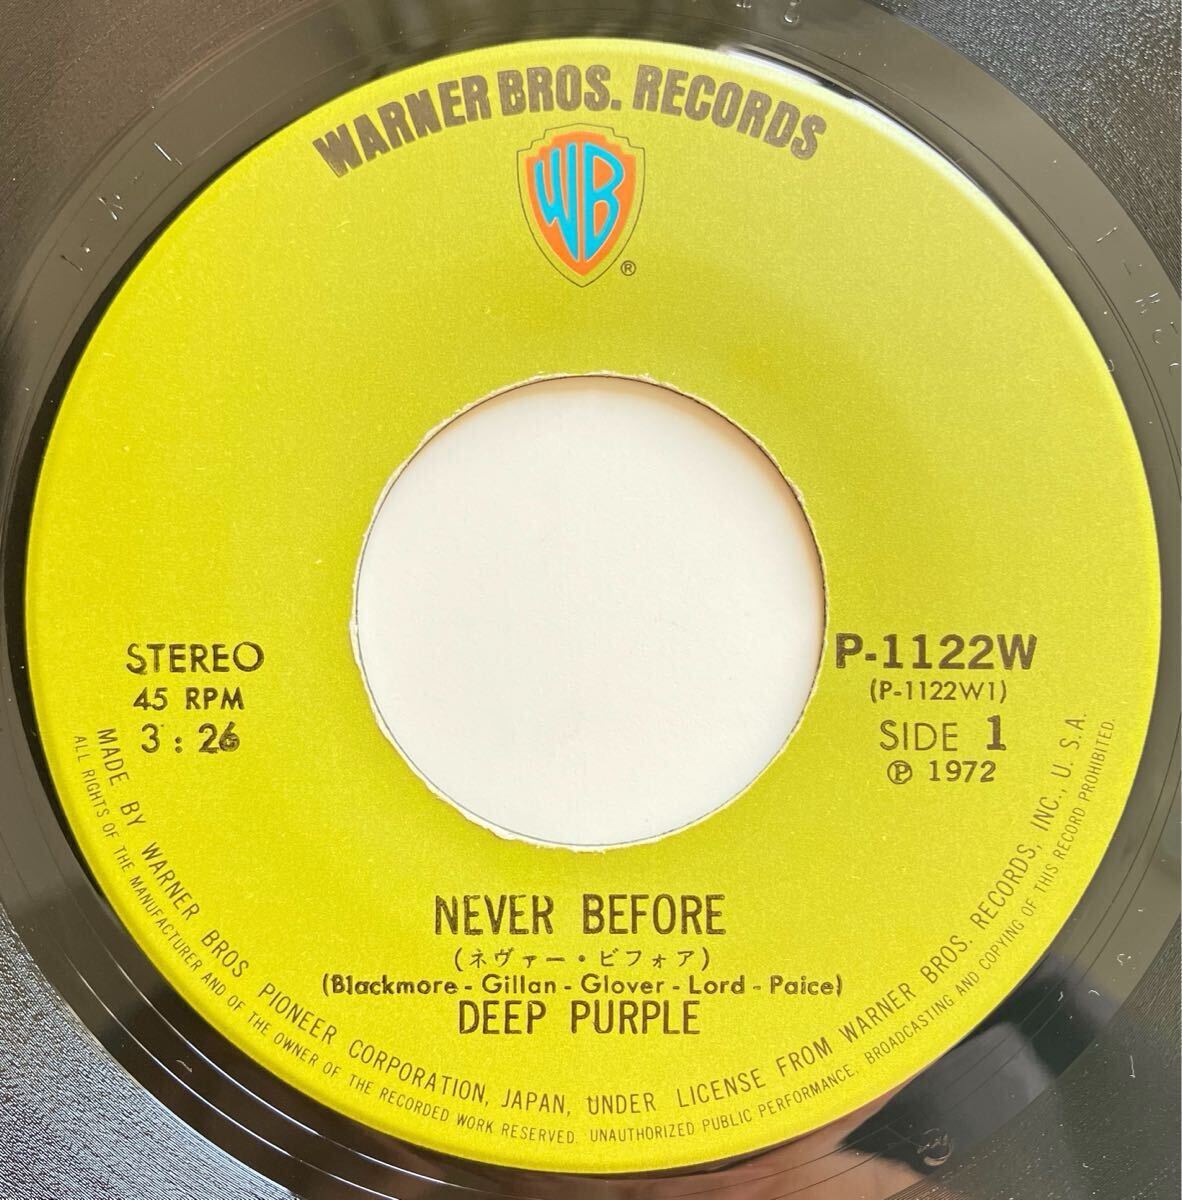 WARNER BROS. RECORDS
WB
®
STEREO
45 RPM
3 : 26
P-1122W
(P-1122W1)
SIDE 1
Ⓟ 1972
NEVER BEFORE
(ネヴァー・ビフォア)
(Blackmore - Gillan - Glover - Lord - Paice)
DEEP PURPLE
MADE BY WARNER BROS PIONEER CORPORATION, JAPAN, UNDER LICENSE FROM WARNER BROS. RECORDS, INC., U. S. A.
ALL RIGHTS OF THE MANUFACTURER AND OF THE OWNER OF THE RECORDED WORK RESERVED. UNAUTHORIZED PUBLIC PERFORMANCE, BROADCASTING AND COPYING OF THIS RECORD PROHIBITED.